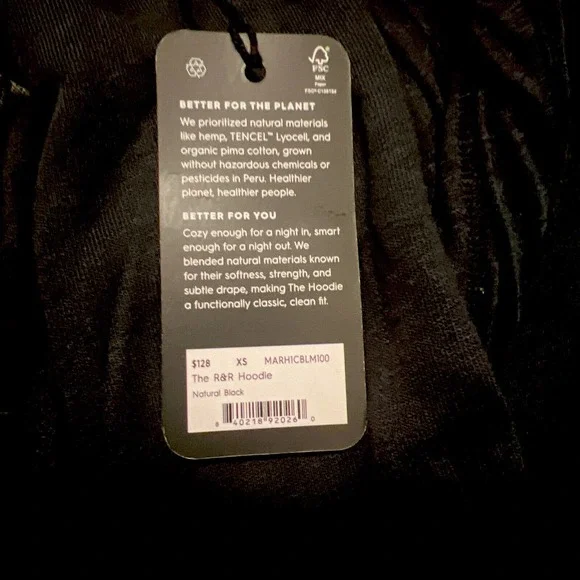 FSC
MIX
Paper
BETTER FOR THE PLANET
We prioritized natural materials
like hemp, TENCEL™ Lyocell, and
organic pima cotton, grown
without hazardous chemicals or
pesticides in Peru. Healthier
planet, healthier people.
BETTER FOR YOU
Cozy enough for a night in, smart
enough for a night out. We
blended natural materials known
for their softness, strength, and
subtle drape, making The Hoodie
a functionally classic, clean fit.
$128 XS MARHICBLM100
The R&R Hoodie
Natural Black
8 40218 92026 0